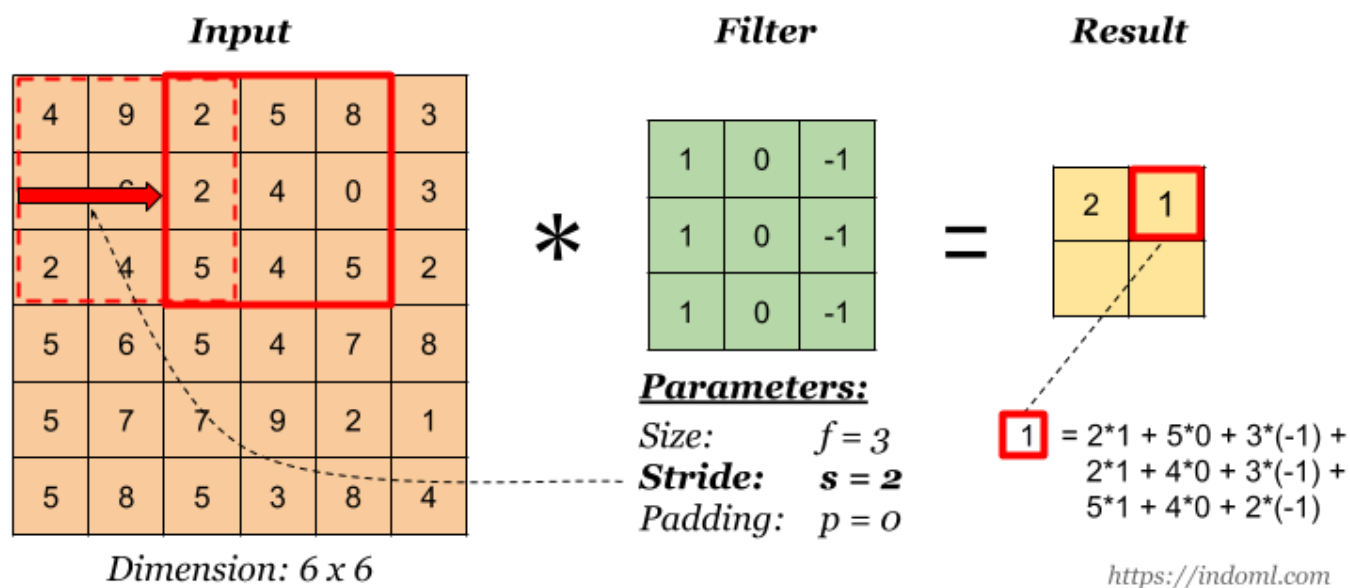 Input
Filter
Result
4 9 2 5 8 3
2 4 0 3
2 4 5 4 5 2
5 6 5 4 7 8
5 7 7 9 2 1
5 8 5 3 8 4
Dimension: 6 x 6
*
1 0 -1
1 0 -1
1 0 -1
=
2 1
Parameters:
Size: f = 3
Stride: s = 2
Padding: p = 0
1 = 2*1 + 5*0 + 3*(-1) +
2*1 + 4*0 + 3*(-1) +
5*1 + 4*0 + 2*(-1)
https://indoml.com